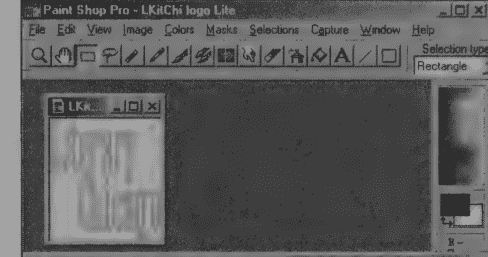 Paint Shop Pro - LKitChi logo Lite
File Edit View Image Colors Masks Selections Capture Window Help
Selection type
Rectangle
LKit...